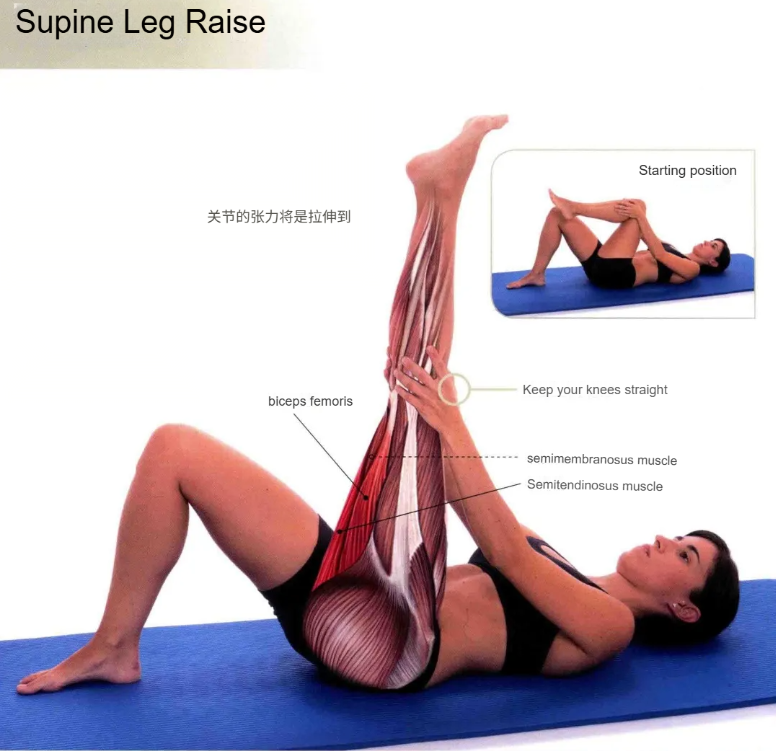 Supine Leg Raise
Starting position
关节的张力将是拉伸到
Keep your knees straight
biceps femoris
semimembranosus muscle
Semitendinosus muscle